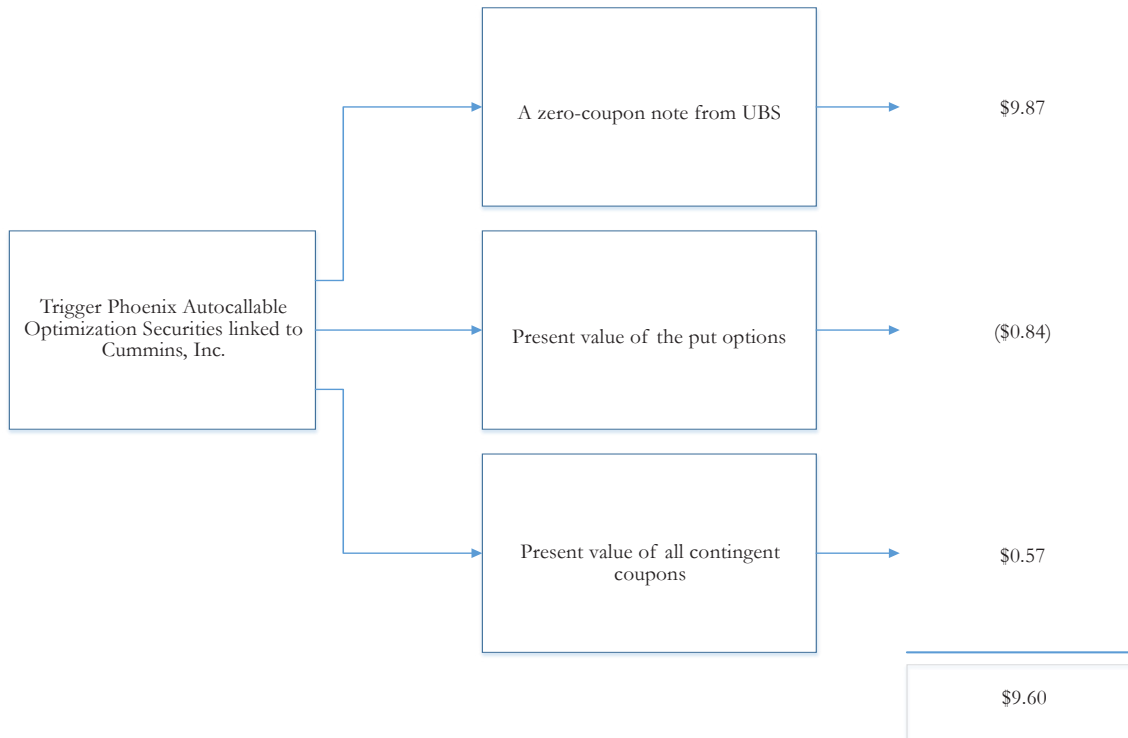 A zero-coupon note from UBS
$9.87
Trigger Phoenix Autocallable
Optimization Securities linked to
Cummins, Inc.
Present value of the put options
($0.84)
Present value of all contingent
coupons
$0.57
$9.60